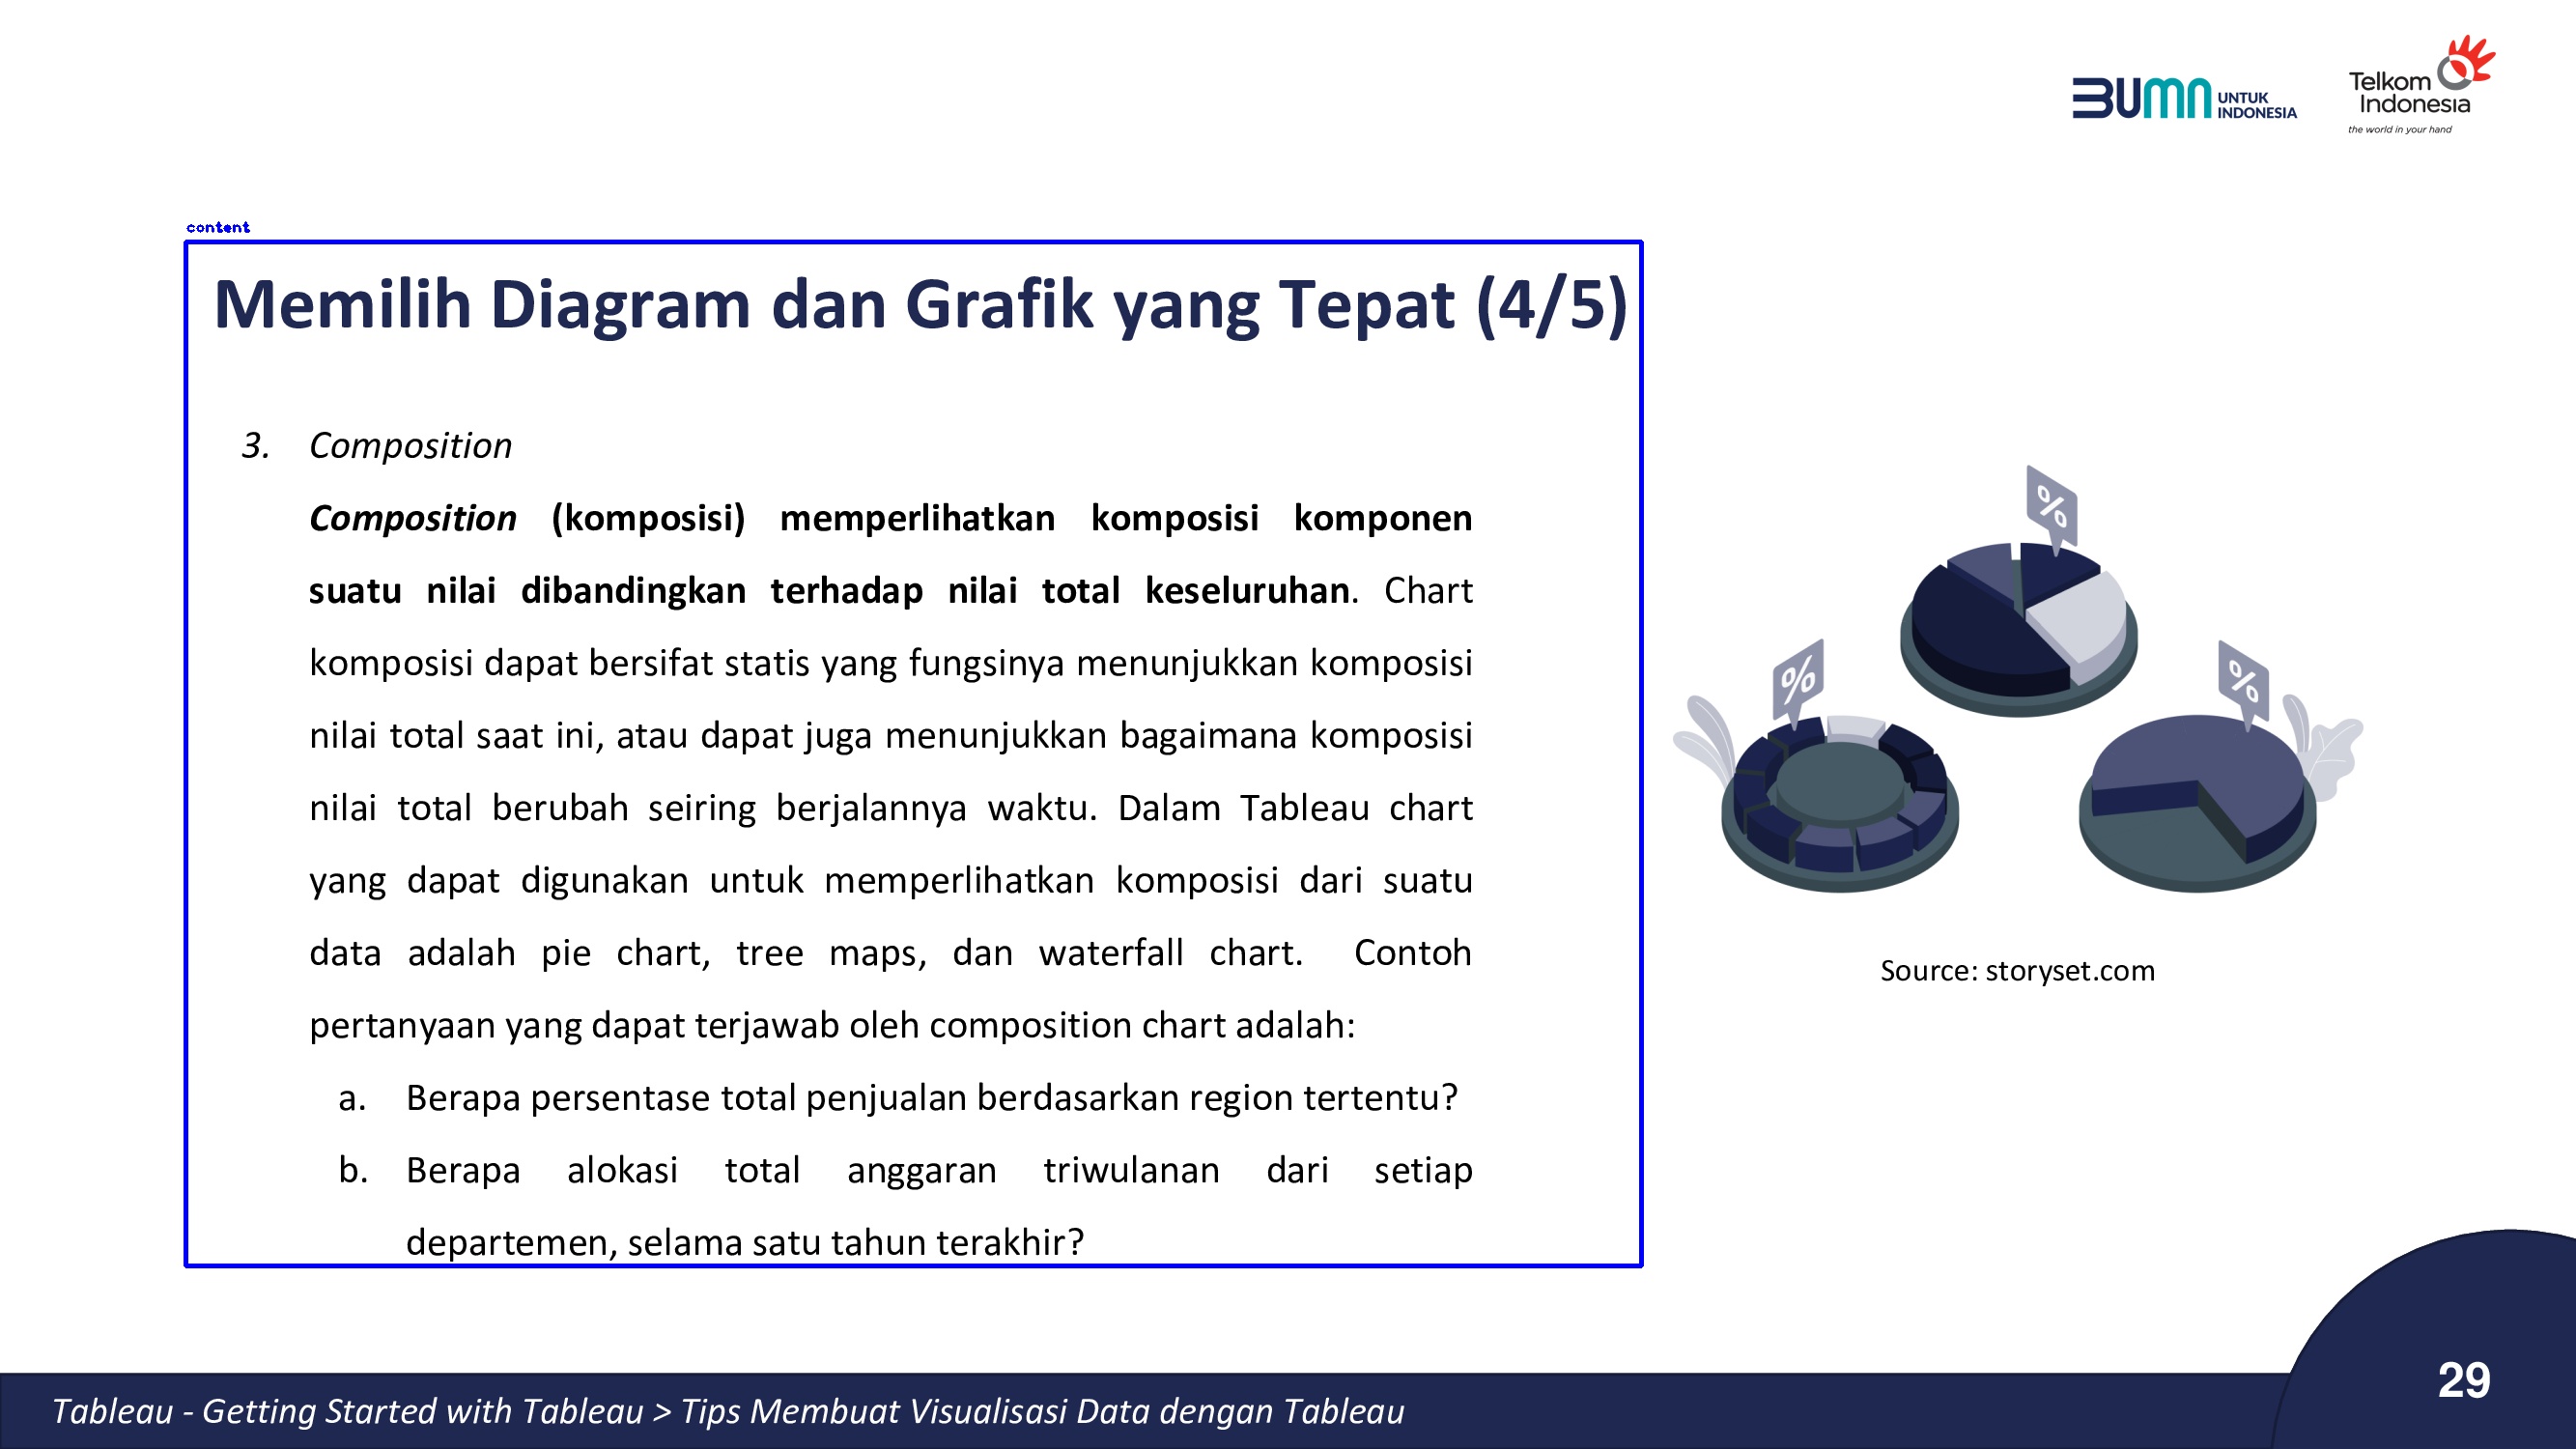 BUMN UNTUK
INDONESIA
Telkom
Indonesia
the world in your hand
content
Memilih Diagram dan Grafik yang Tepat (4/5)
3. Composition
Composition (komposisi) memperlihatkan komposisi komponen
suatu nilai dibandingkan terhadap nilai total keseluruhan. Chart
komposisi dapat bersifat statis yang fungsinya menunjukkan komposisi
nilai total saat ini, atau dapat juga menunjukkan bagaimana komposisi
nilai total berubah seiring berjalannya waktu. Dalam Tableau chart
yang dapat digunakan untuk memperlihatkan komposisi dari suatu
data adalah pie chart, tree maps, dan waterfall chart. Contoh
pertanyaan yang dapat terjawab oleh composition chart adalah:
a. Berapa persentase total penjualan berdasarkan region tertentu?
b. Berapa alokasi total anggaran triwulanan dari setiap
departemen, selama satu tahun terakhir?
%
%
%
Source: storyset.com
Tableau - Getting Started with Tableau > Tips Membuat Visualisasi Data dengan Tableau
29